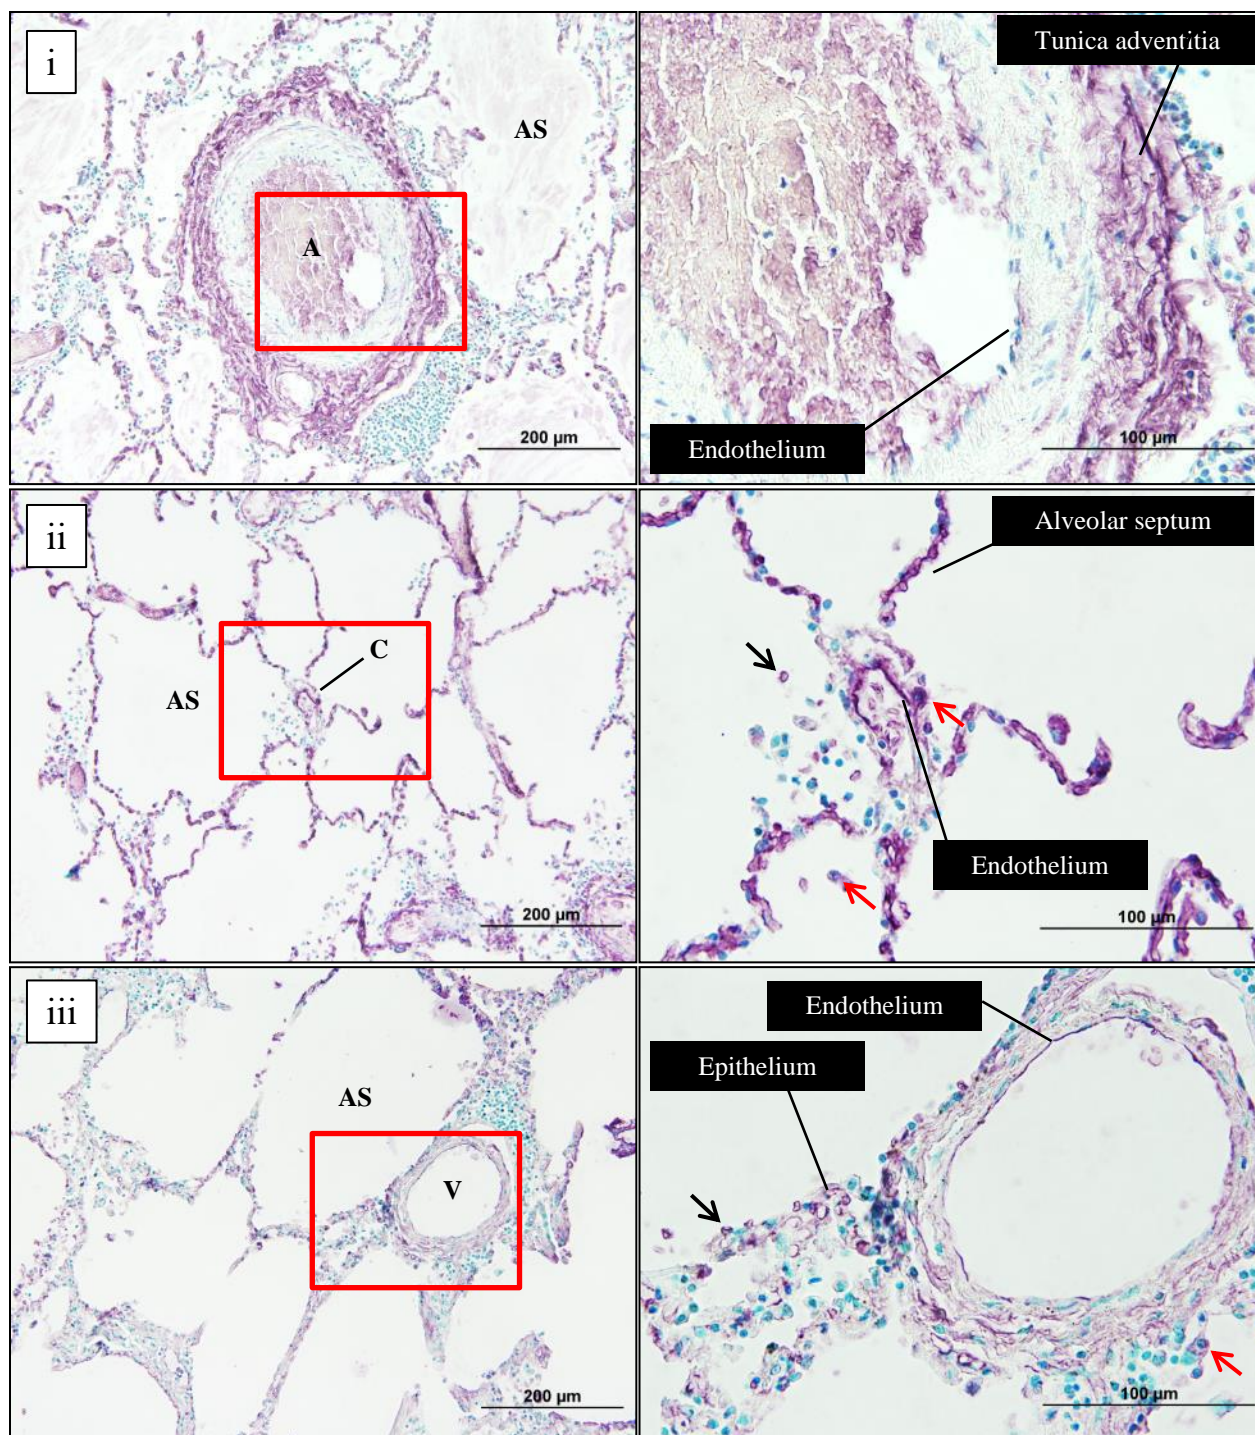 i
AS
A
200 µm
Tunica adventitia
Endothelium
100 µm
ii
C
AS
200 µm
Alveolar septum
Endothelium
100 µm
iii
AS
V
200 µm
Endothelium
Epithelium
100 µm